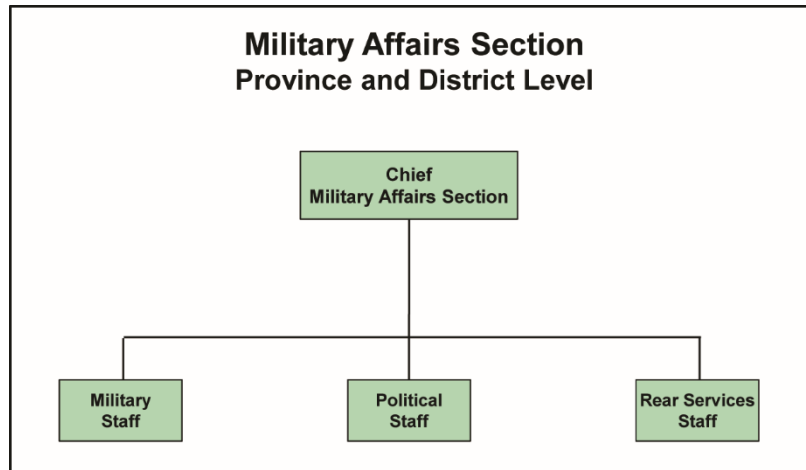 Military Affairs Section
Province and District Level
Chief
Military Affairs Section
Military
Staff
Political
Staff
Rear Services
Staff